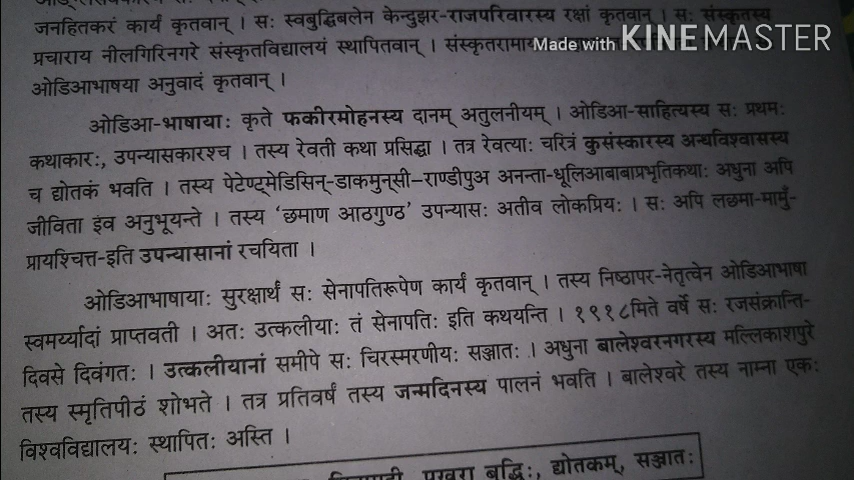 जनहितकरं कार्यं कृतवान् । सः स्वबुद्धिबलेन केन्दुझर-राजपरिवारस्य रक्षां कृतवान् । सः संस्कृतस्य
प्रचाराय नीलगिरिनगरे संस्कृतविद्यालयं स्थापितवान् ।
Made with KINEMASTER
ओडिआभाषया अनुवादं कृतवान् ।
ओडिआ-भाषायाः कृते फकीरमोहनस्य दानम् अतुलनीयम् । ओडिआ-साहित्यस्य सः प्रथमः
कथाकारः, उपन्यासकारश्च । तस्य रेवती कथा प्रसिद्धा । तत्र रेवत्याः चरित्रं कुसंस्कारस्य अन्धविश्वासस्य
च द्योतकं भवति । तस्य पेटेण्ट्मेडिसिन्-डाकमुन्सी–राण्डीपुअ अनन्ता-धूलिआबाबाप्रभृतिकथाः अधुना अपि
जीविता इव अनुभूयन्ते । तस्य ‘छमाण आठगुण्ठ’ उपन्यासः अतीव लोकप्रियः । सः अपि लछमा-मामुँ-
प्रायश्चित्त-इति उपन्यासानां रचयिता ।
ओडिआभाषायाः सुरक्षार्थं सः सेनापतिरूपेण कार्यं कृतवान् । तस्य निष्ठापर-नेतृत्वेन ओडिआभाषा
स्वमर्य्यादां प्राप्तवती । अतः उत्कलीयाः तं सेनापतिः इति कथयन्ति । १९१८मिते वर्षे सः रजसंक्रान्ति-
दिवसे दिवंगतः । उत्कलीयानां समीपे सः चिरस्मरणीयः सञ्जातः । अधुना बालेश्वरनगरस्य मल्लिकाशपुरे
तस्य स्मृतिपीठं शोभते । तत्र प्रतिवर्षं तस्य जन्मदिनस्य पालनं भवति । बालेश्वरे तस्य नाम्ना एकः
विश्वविद्यालयः स्थापितः अस्ति ।
प्रखरा बुद्धिः, द्योतकम्, सञ्जातः